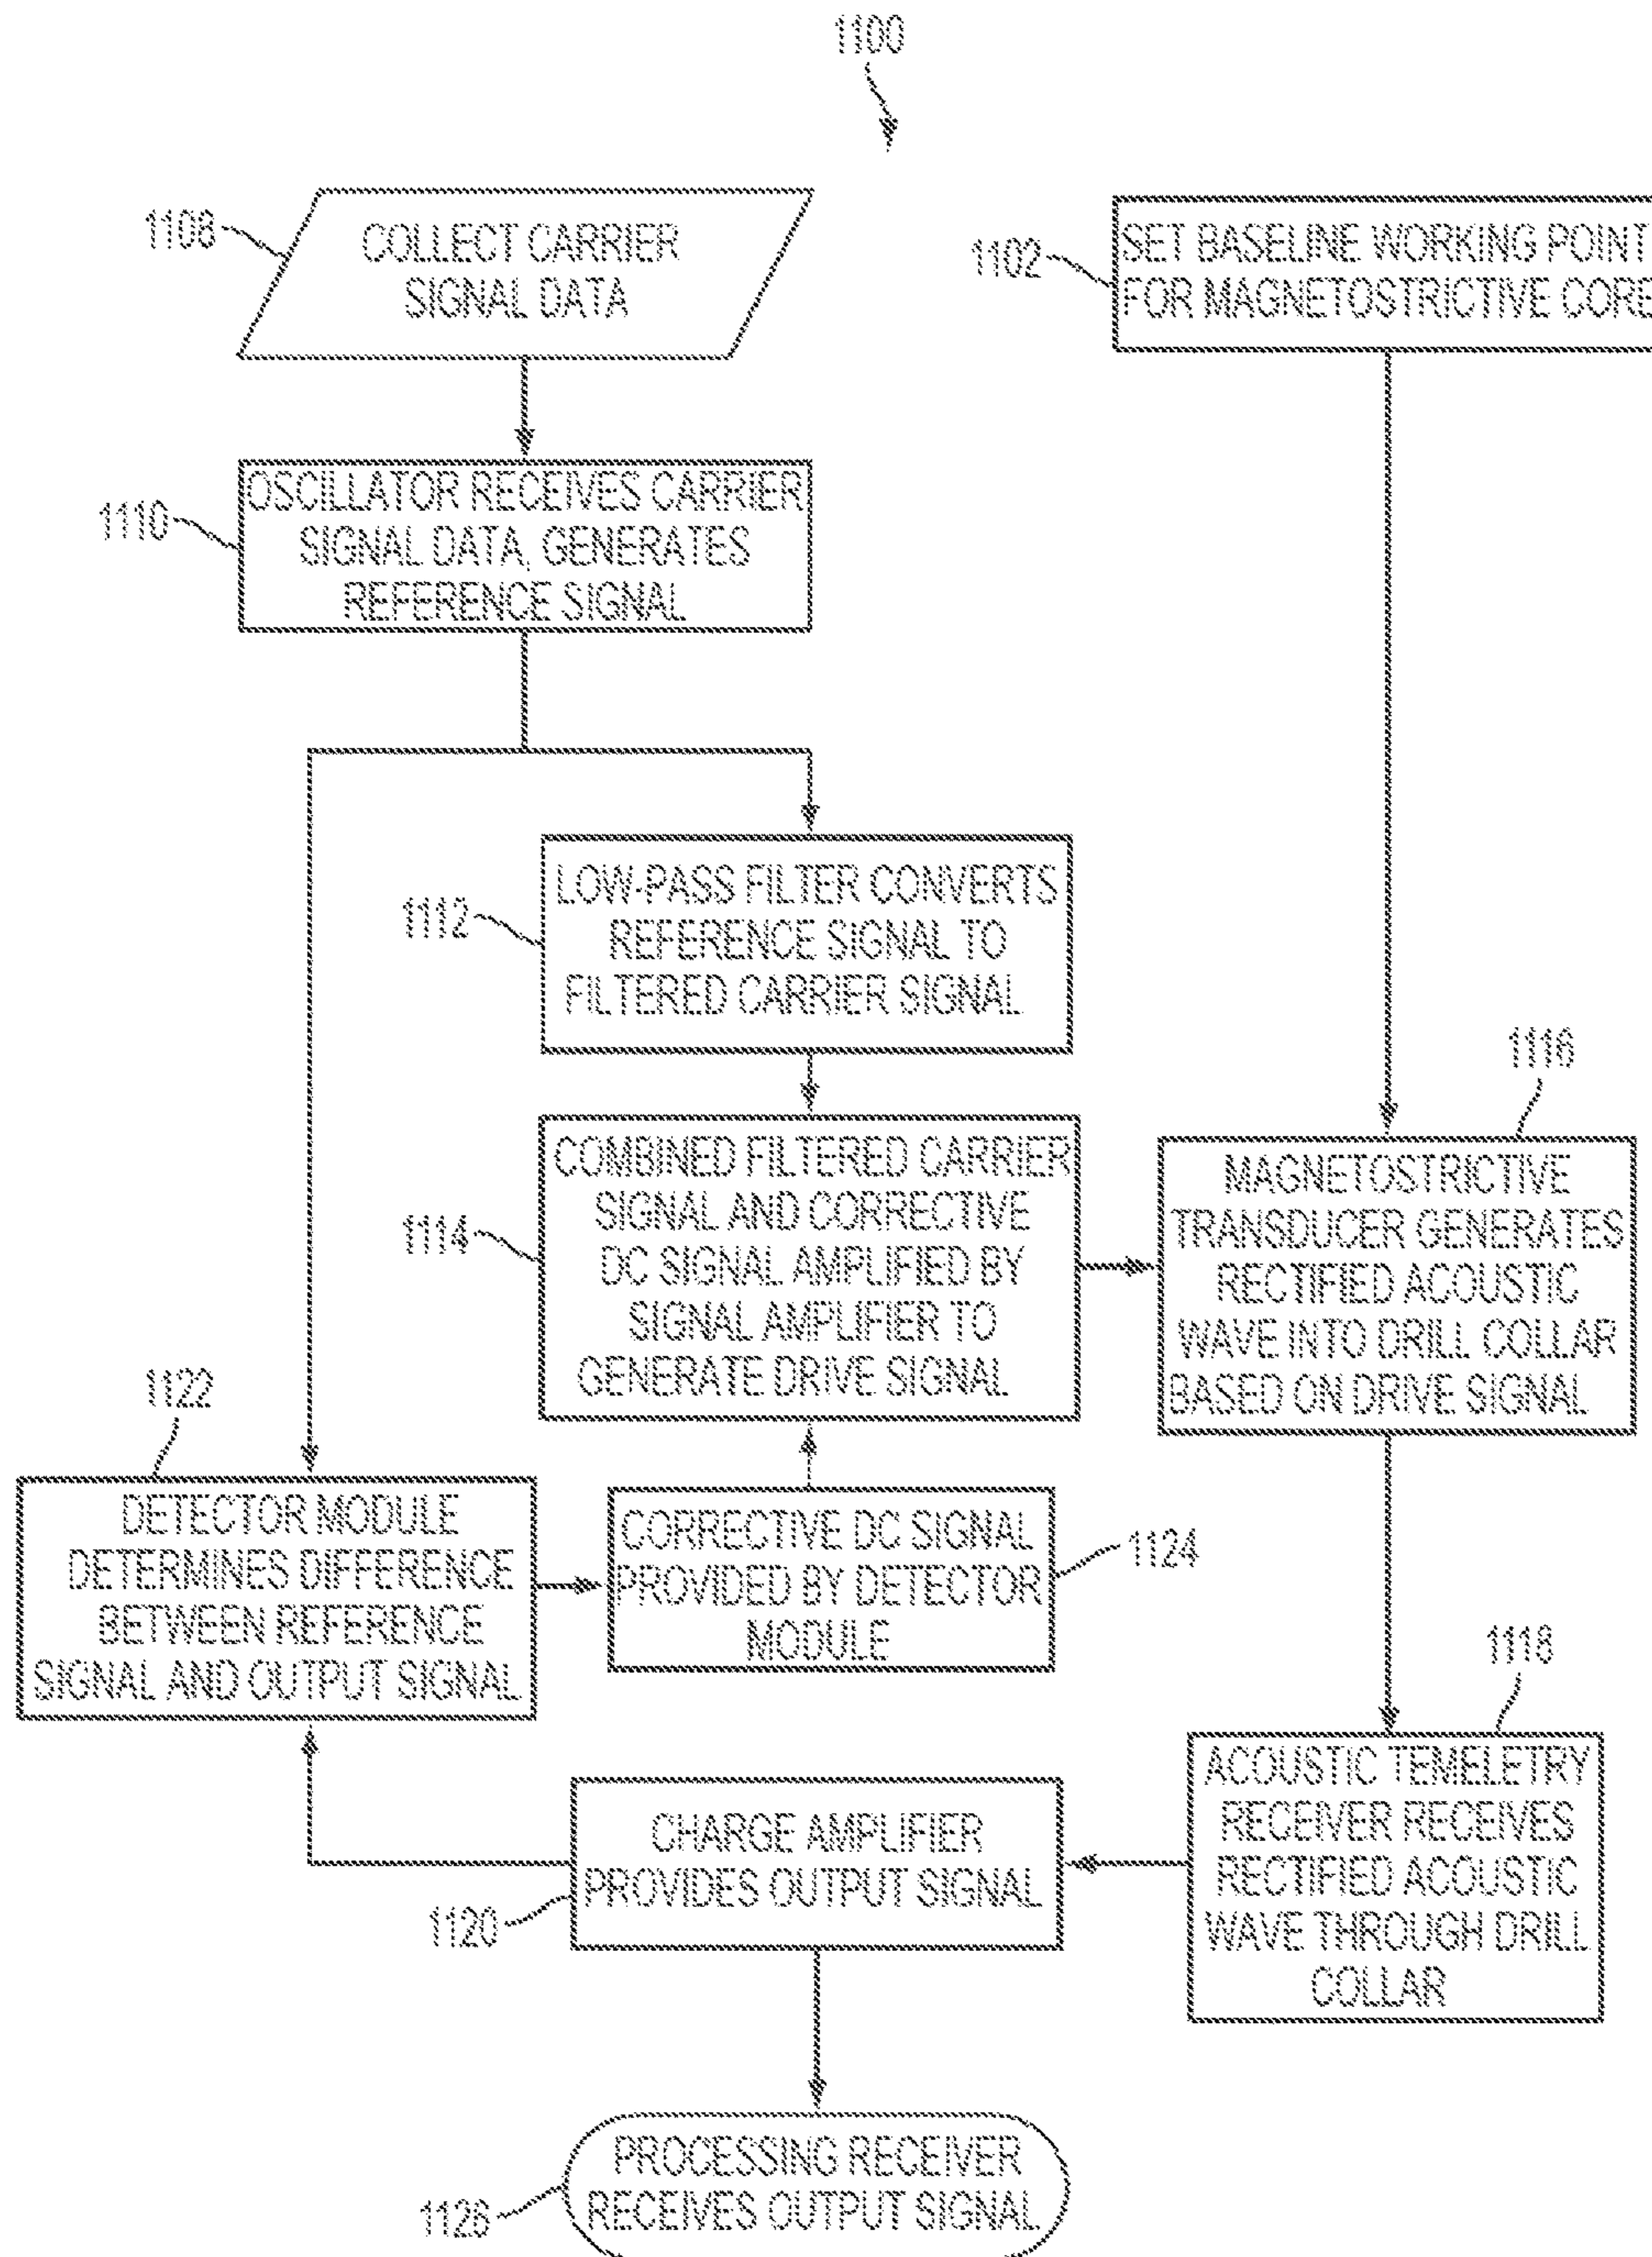 1100
1108
COLLECT CARRIER
SIGNAL DATA
1102
SET BASELINE WORKING POINT
FOR MAGNETOSTRICTIVE CORE
1110
OSCILLATOR RECEIVES CARRIER
SIGNAL DATA, GENERATES
REFERENCE SIGNAL
1112
LOW-PASS FILTER CONVERTS
REFERENCE SIGNAL TO
FILTERED CARRIER SIGNAL
1114
COMBINED FILTERED CARRIER
SIGNAL AND CORRECTIVE
DC SIGNAL AMPLIFIED BY
SIGNAL AMPLIFIER TO
GENERATE DRIVE SIGNAL
1116
MAGNETOSTRICTIVE
TRANSDUCER GENERATES
RECTIFIED ACOUSTIC
WAVE INTO DRILL COLLAR
BASED ON DRIVE SIGNAL
1122
DETECTOR MODULE
DETERMINES DIFFERENCE
BETWEEN REFERENCE
SIGNAL AND OUTPUT SIGNAL
CORRECTIVE DC SIGNAL
PROVIDED BY DETECTOR
MODULE
1124
1118
ACOUSTIC TEMELETRY
RECEIVER RECEIVES
RECTIFIED ACOUSTIC
WAVE THROUGH DRILL
COLLAR
CHARGE AMPLIFIER
PROVIDES OUTPUT SIGNAL
1120
PROCESSING RECEIVER
RECEIVES OUTPUT SIGNAL
1126